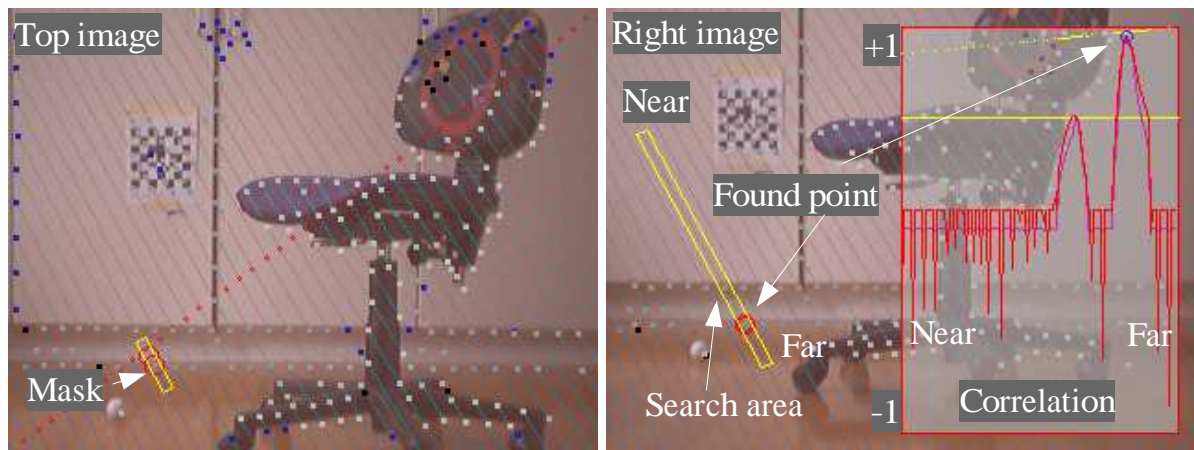 Top image
Mask
Right image
+1
Near
Found point
Near
Far
Far
Search area
Correlation
-1